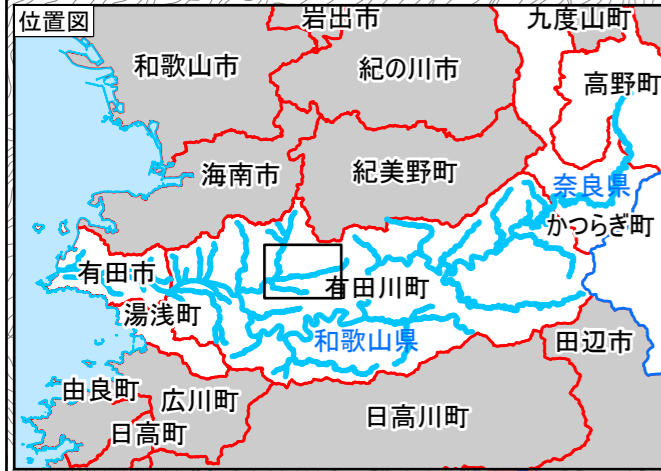 位置図
岩出市
九度山町
和歌山市
紀の川市
高野町
海南市
紀美野町
奈良県
かつらぎ町
有田市
有田川町
湯浅町
和歌山県
田辺市
由良町
広川町
日高川町
日高町